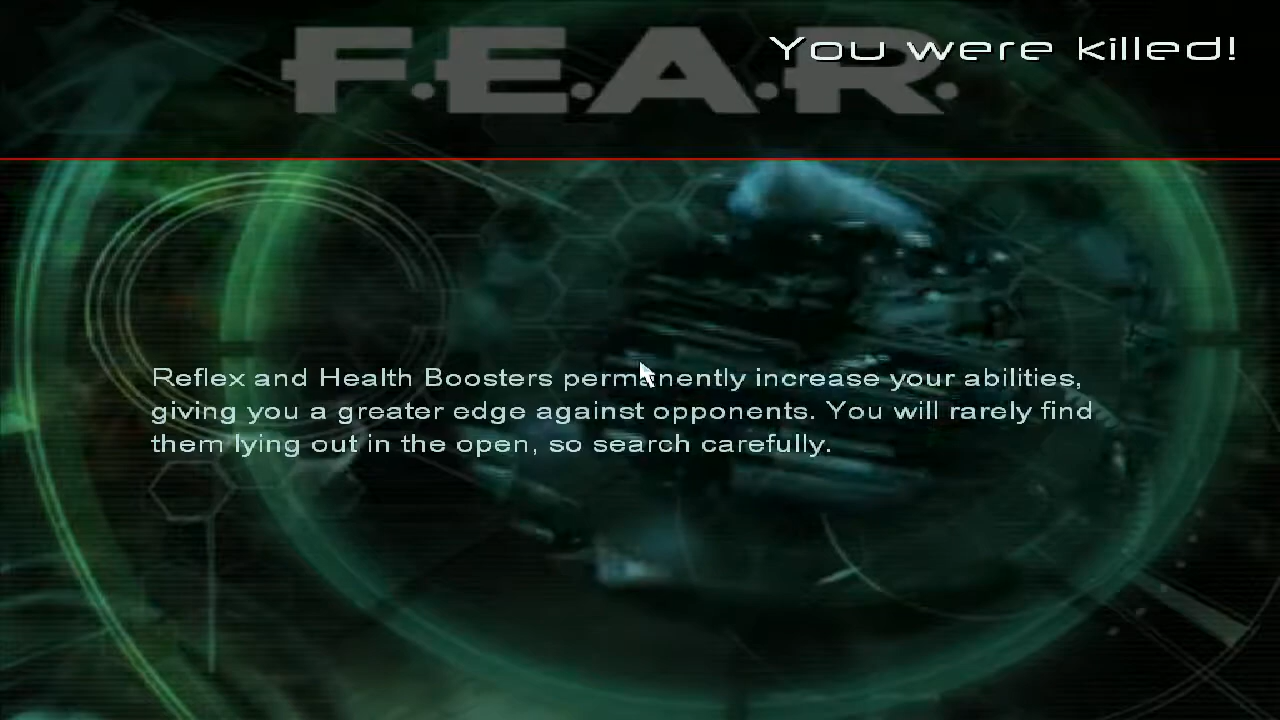 F.E.A.R.
You were killed!
Reflex and Health Boosters permanently increase your abilities,
giving you a greater edge against opponents. You will rarely find
them lying out in the open, so search carefully.